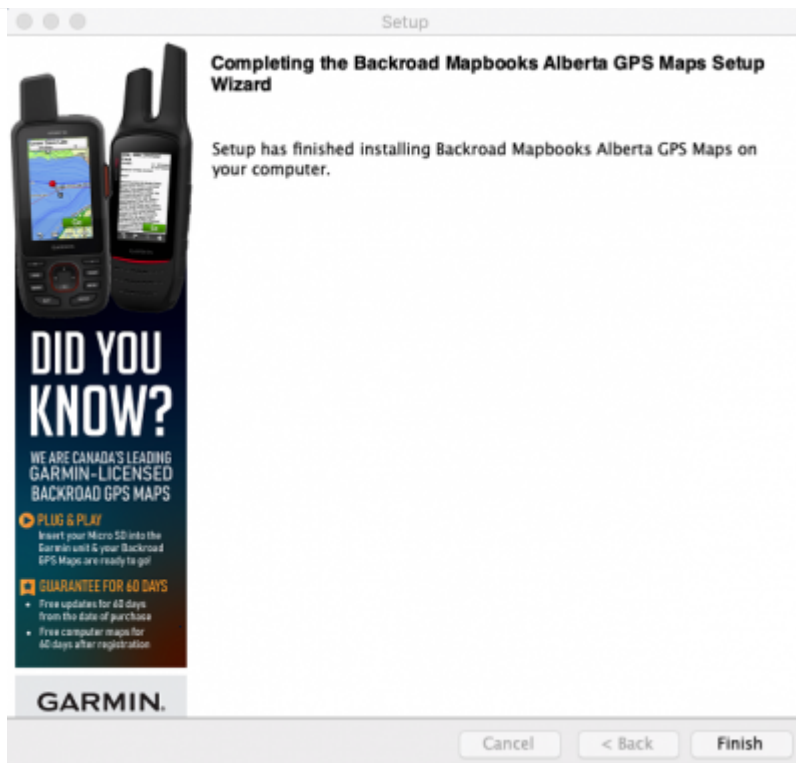 Setup
Completing the Backroad Mapbooks Alberta GPS Maps Setup
Wizard
Setup has finished installing Backroad Mapbooks Alberta GPS Maps on
your computer.
Go
Go
GARMIN
DID YOU
KNOW?
WE ARE CANADA'S LEADING
GARMIN-LICENSED
BACKROAD GPS MAPS
PLUG & PLAY
Insert your Micro SD into the
Garmin unit & your Backroad
GPS Maps are ready to go!
GUARANTEE FOR 60 DAYS
Free updates for 60 days
from the date of purchase
Free computer maps for
60 days after registration
GARMIN.
Cancel
< Back
Finish